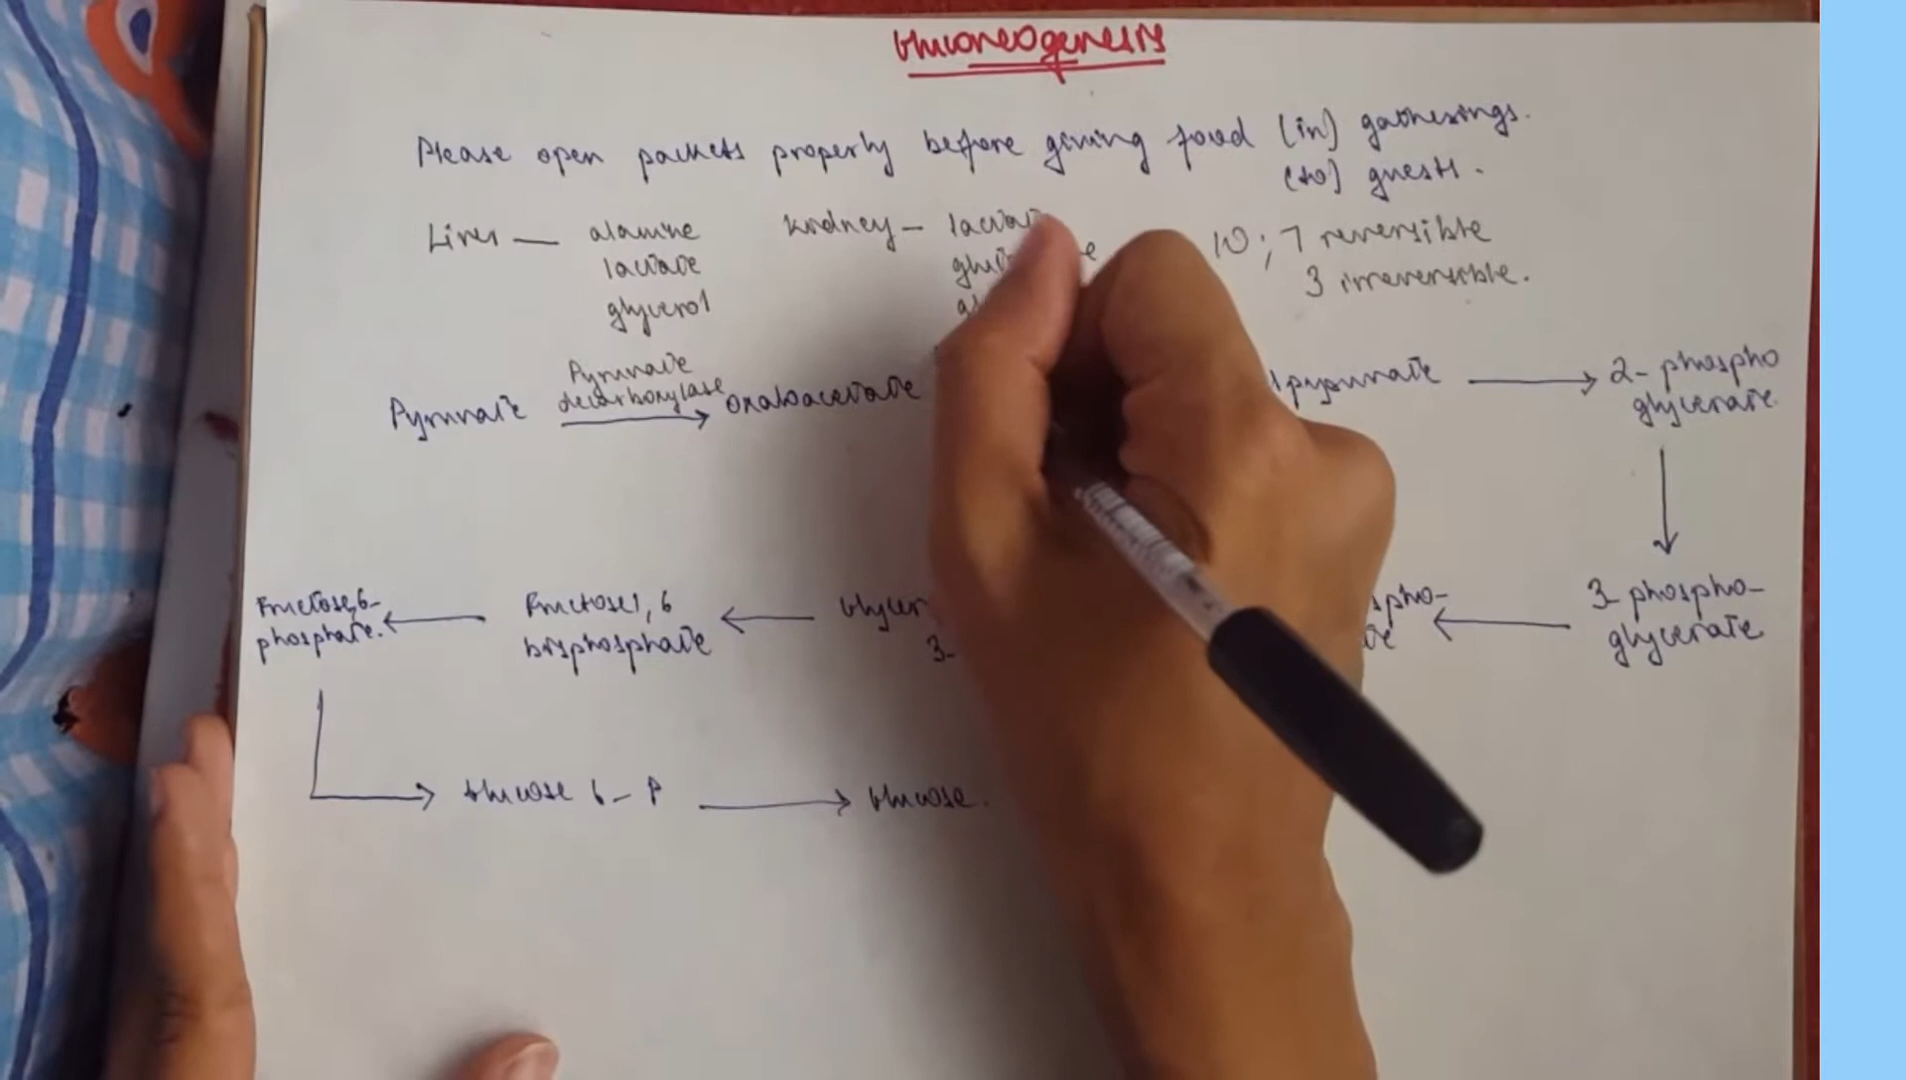 Gluconeogenesis
Please open packets properly before giving food (in) gatherings.
(to) guests.
Liver — alanine
lactate
glycerol
Kidney —
10 ; 7 reversible
3 irreversible.
Pyruvate
Pyruvate
decarboxylase
oxaloacetate
pyruvate
2- phospho
glycerate.
3- phospho-
glycerate
3-
Fructose 1, 6
bisphosphate
Fructose, 6-
phosphate.
Glucose 6 - P
Glucose.